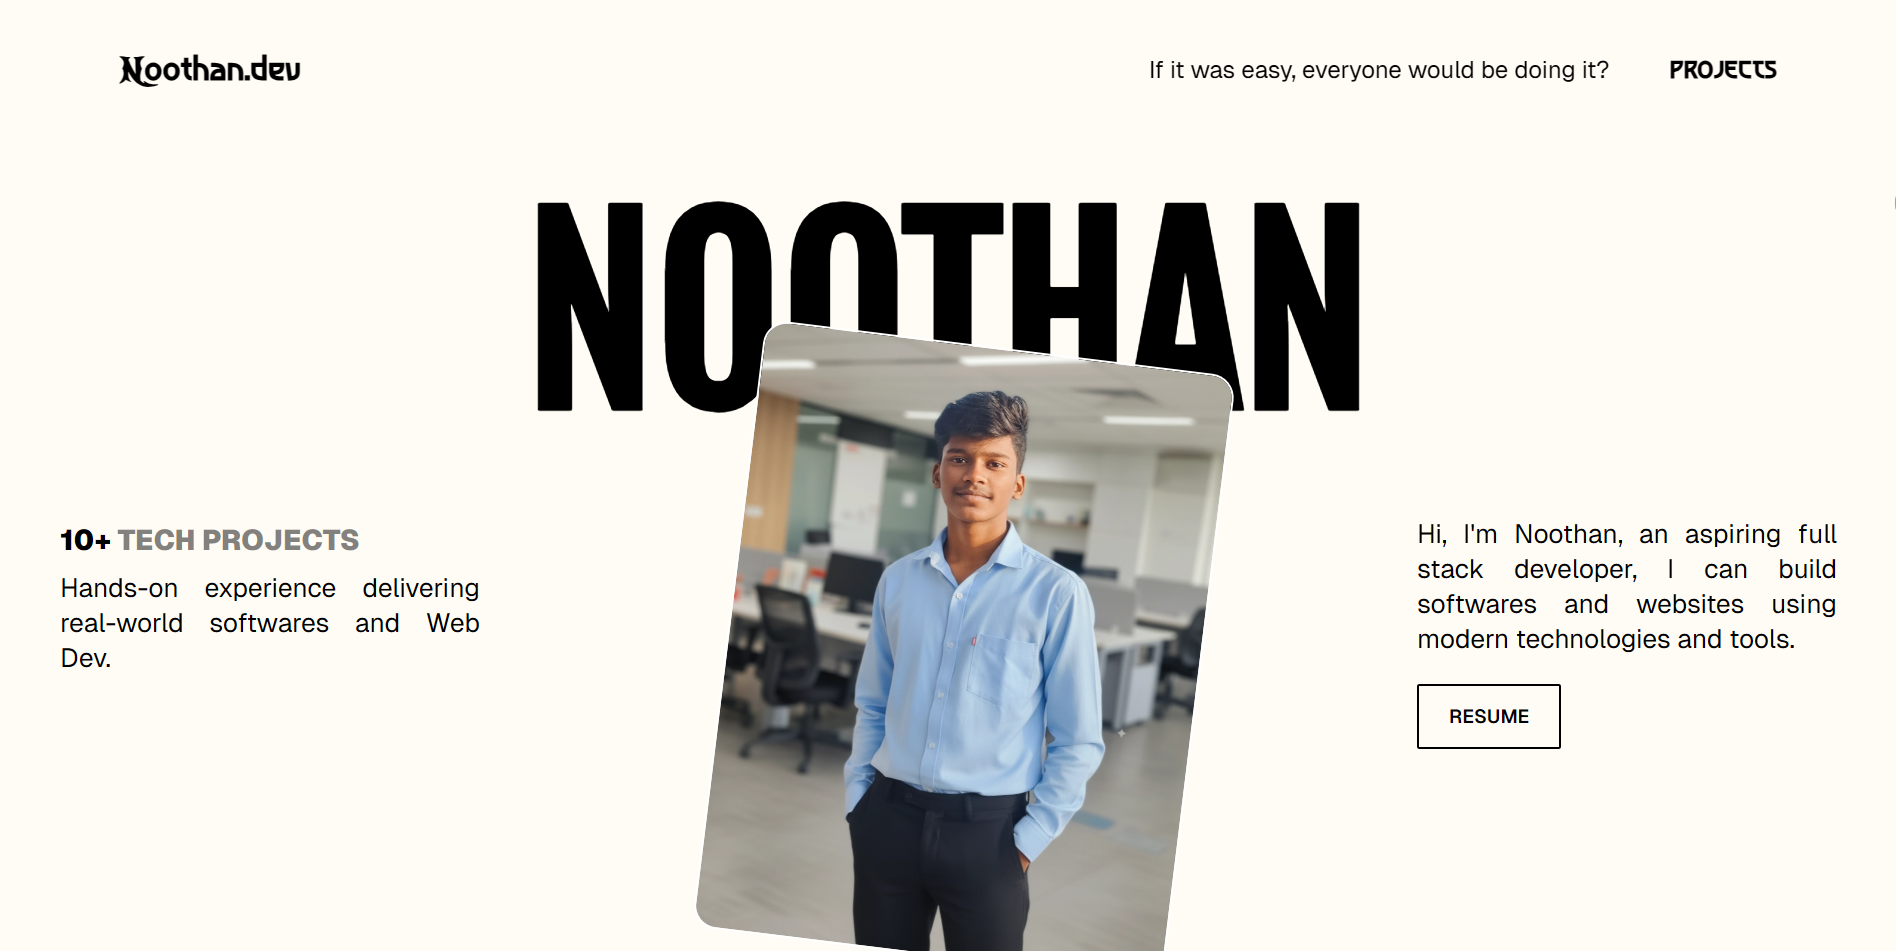 Noothan.dev
If it was easy, everyone would be doing it?
PROJECTS
NOOTHAN
10+ TECH PROJECTS
Hands-on experience delivering
real-world softwares and Web
Dev.
Hi, I'm Noothan, an aspiring full
stack developer, I can build
softwares and websites using
modern technologies and tools.
RESUME